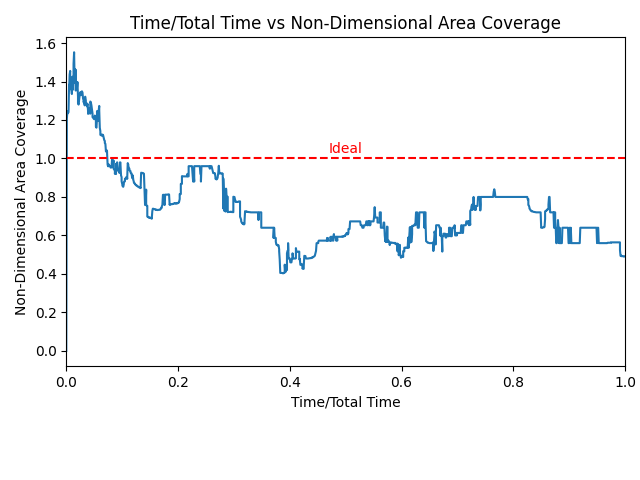 Time/Total Time vs Non-Dimensional Area Coverage
Non-Dimensional Area Coverage
1.6
1.4
1.2
1.0
0.8
0.6
0.4
0.2
0.0
Ideal
0.0 0.2 0.4 0.6 0.8 1.0
Time/Total Time